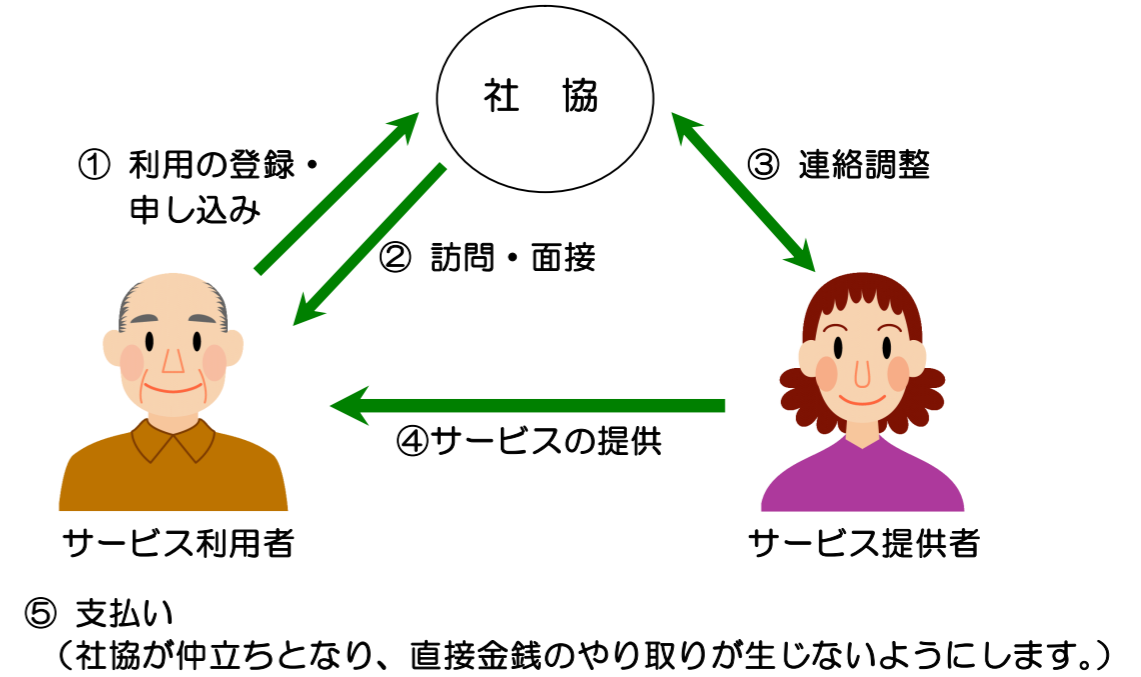 社　協
① 利用の登録・
申し込み
③ 連絡調整
② 訪問・面接
④サービスの提供
サービス利用者
サービス提供者
⑤ 支払い
（社協が仲立ちとなり、直接金銭のやり取りが生じないようにします。）